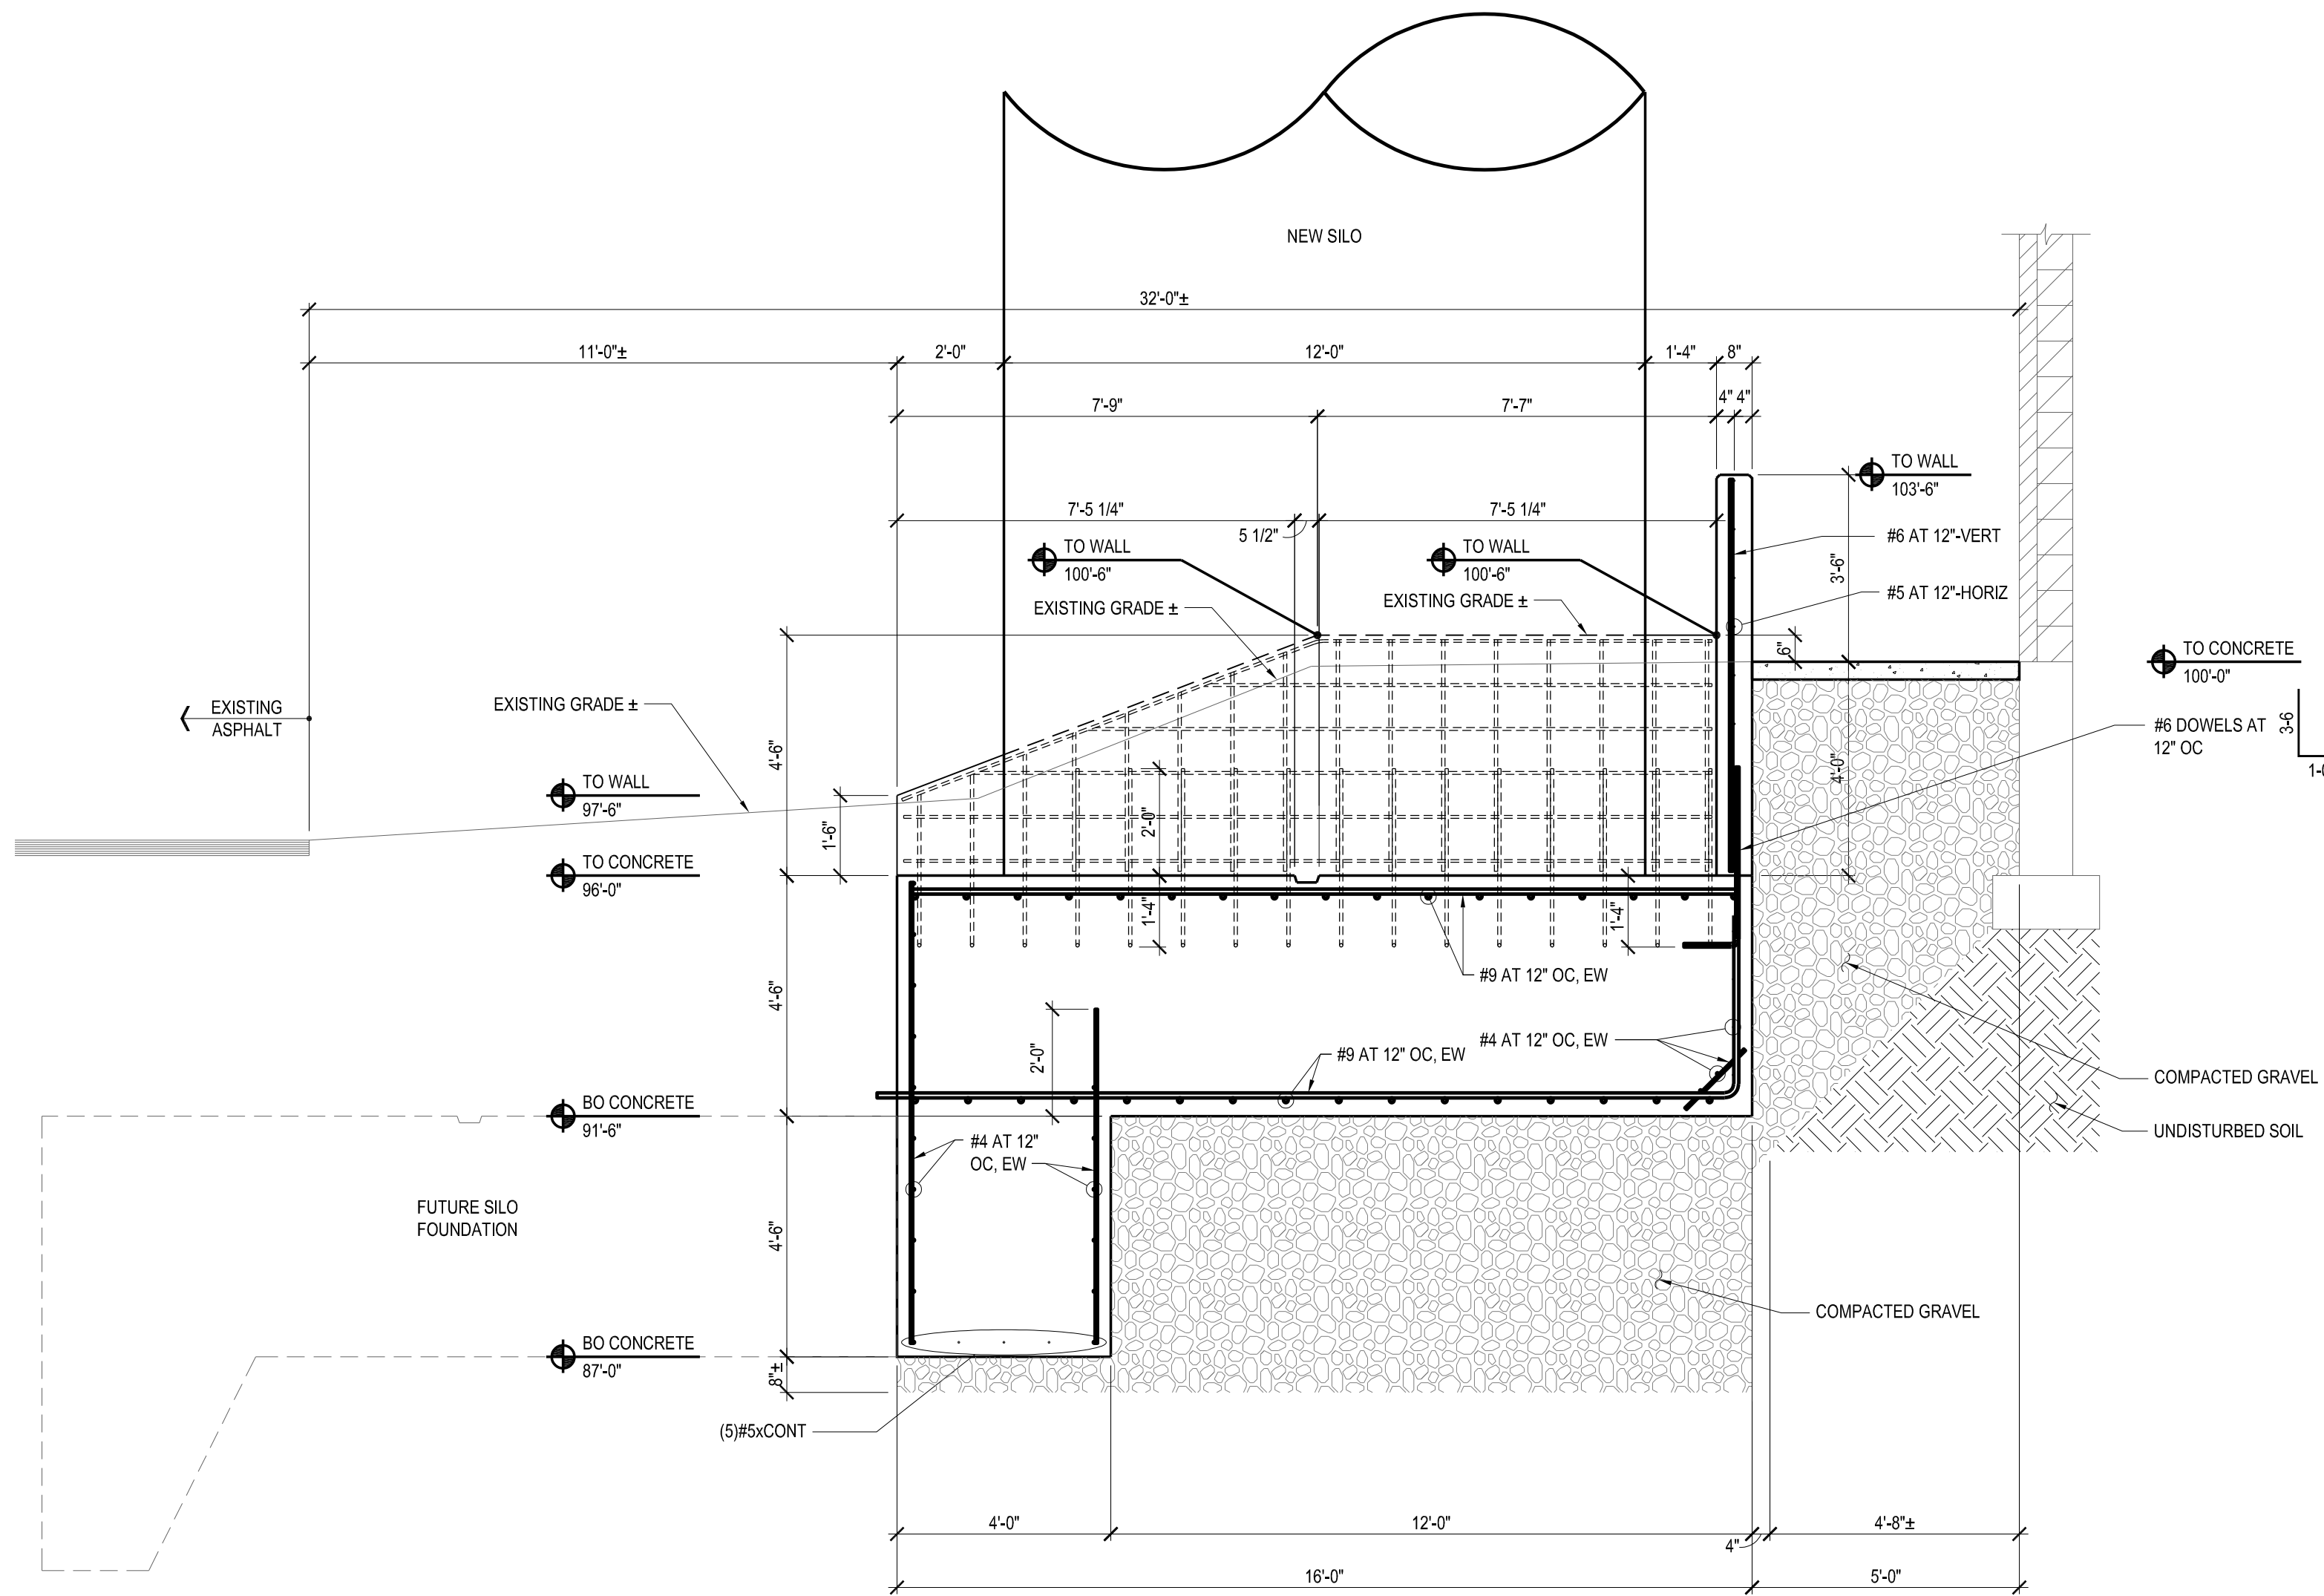 NEW SILO
32'-0"±
11'-0"±
2'-0"
12'-0"
1'-4"
8"
7'-9"
7'-7"
4"
4"
TO WALL
103'-6"
7'-5 1/4"
5 1/2"
7'-5 1/4"
#6 AT 12"-VERT
TO WALL
100'-6"
TO WALL
100'-6"
3'-6"
#5 AT 12"-HORIZ
EXISTING GRADE ±
EXISTING GRADE ±
6"
TO CONCRETE
100'-0"
EXISTING
ASPHALT
EXISTING GRADE ±
#6 DOWELS AT
12" OC
3-6
4'-6"
4'-0"
TO WALL
97'-6"
1'-6"
2'-0"
TO CONCRETE
96'-0"
1'-4"
1'-4"
#9 AT 12" OC, EW
4'-6"
#4 AT 12" OC, EW
#9 AT 12" OC, EW
2'-0"
COMPACTED GRAVEL
BO CONCRETE
91'-6"
UNDISTURBED SOIL
#4 AT 12"
OC, EW
FUTURE SILO
FOUNDATION
4'-6"
COMPACTED GRAVEL
BO CONCRETE
87'-0"
8"±
(5)#5xCONT
4'-0"
12'-0"
4"
4'-8"±
16'-0"
5'-0"